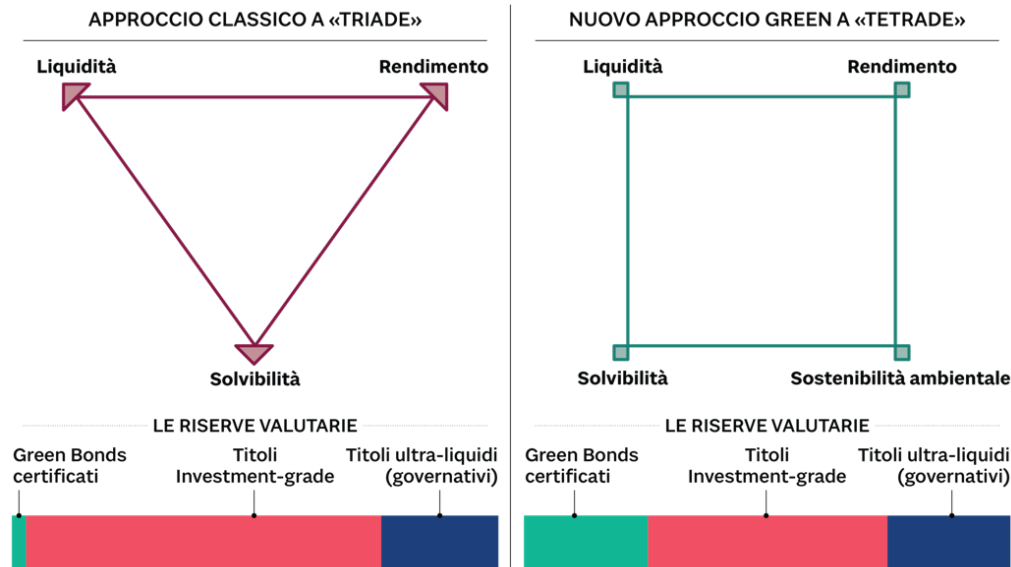 APPROCCIO CLASSICO A «TRIADE»
Liquidità
Rendimento
Solvibilità
LE RISERVE VALUTARIE
Green Bonds
certificati
Titoli
Investment-grade
Titoli ultra-liquidi
(governativi)
NUOVO APPROCCIO GREEN A «TETRADE»
Liquidità
Rendimento
Solvibilità
Sostenibilità ambientale
LE RISERVE VALUTARIE
Green Bonds
certificati
Titoli
Investment-grade
Titoli ultra-liquidi
(governativi)